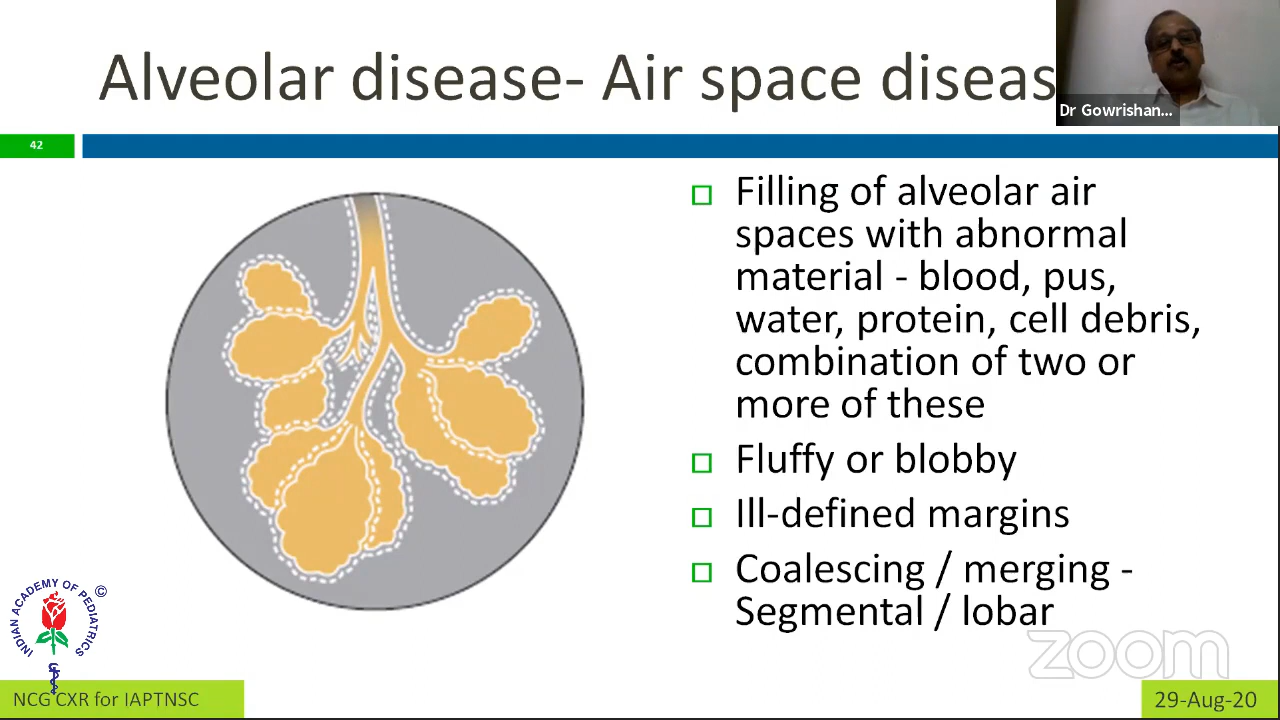 Alveolar disease- Air space diseas
Dr Gowrishan...
42
□ Filling of alveolar air
spaces with abnormal
material - blood, pus,
water, protein, cell debris,
combination of two or
more of these
□ Fluffy or blobby
□ Ill-defined margins
□ Coalescing / merging -
Segmental / lobar
INDIAN ACADEMY OF PEDIATRICS
©
zoom
NCG CXR for IAPTNSC
29-Aug-20